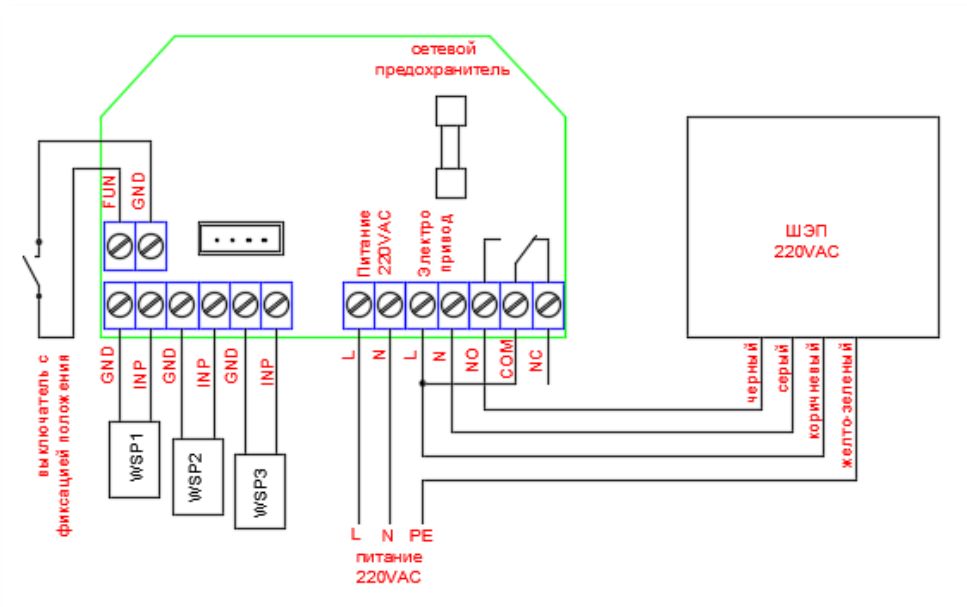 сетевой
предохранитель
FUN
GND
Питание
220VAC
Электро
привод
ШЭП
220VAC
GND
INP
GND
INP
GND
INP
L
N
L
N
NO
COM
NC
черный
серый
коричневый
желто-зеленый
выключатель с
фиксацией положения
WSP1
WSP2
WSP3
L N PE
питание
220VAC